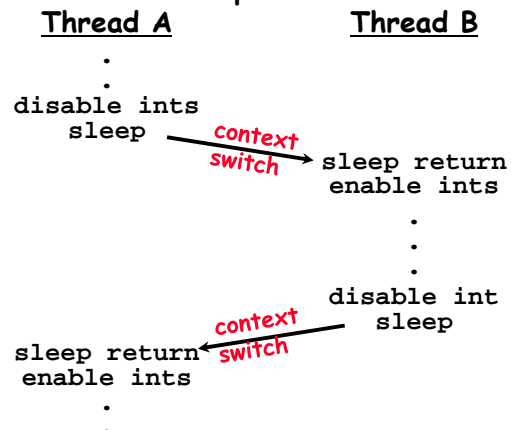 Thread A
Thread B
.
.
disable ints
sleep
context
switch
sleep return
enable ints
.
.
.
disable int
sleep
context
switch
sleep return
enable ints
.
.